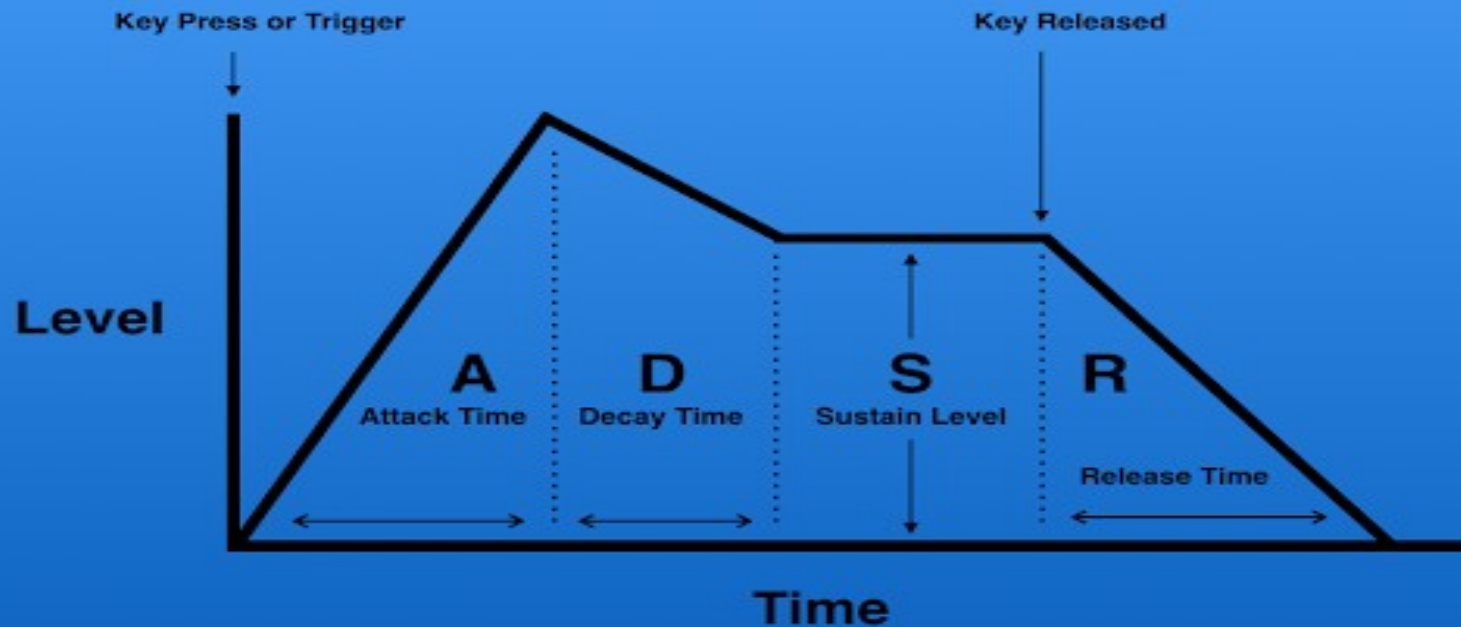 Key Press or Trigger
Key Released
Level
A
Attack Time
D
Decay Time
S
Sustain Level
R
Release Time
Time